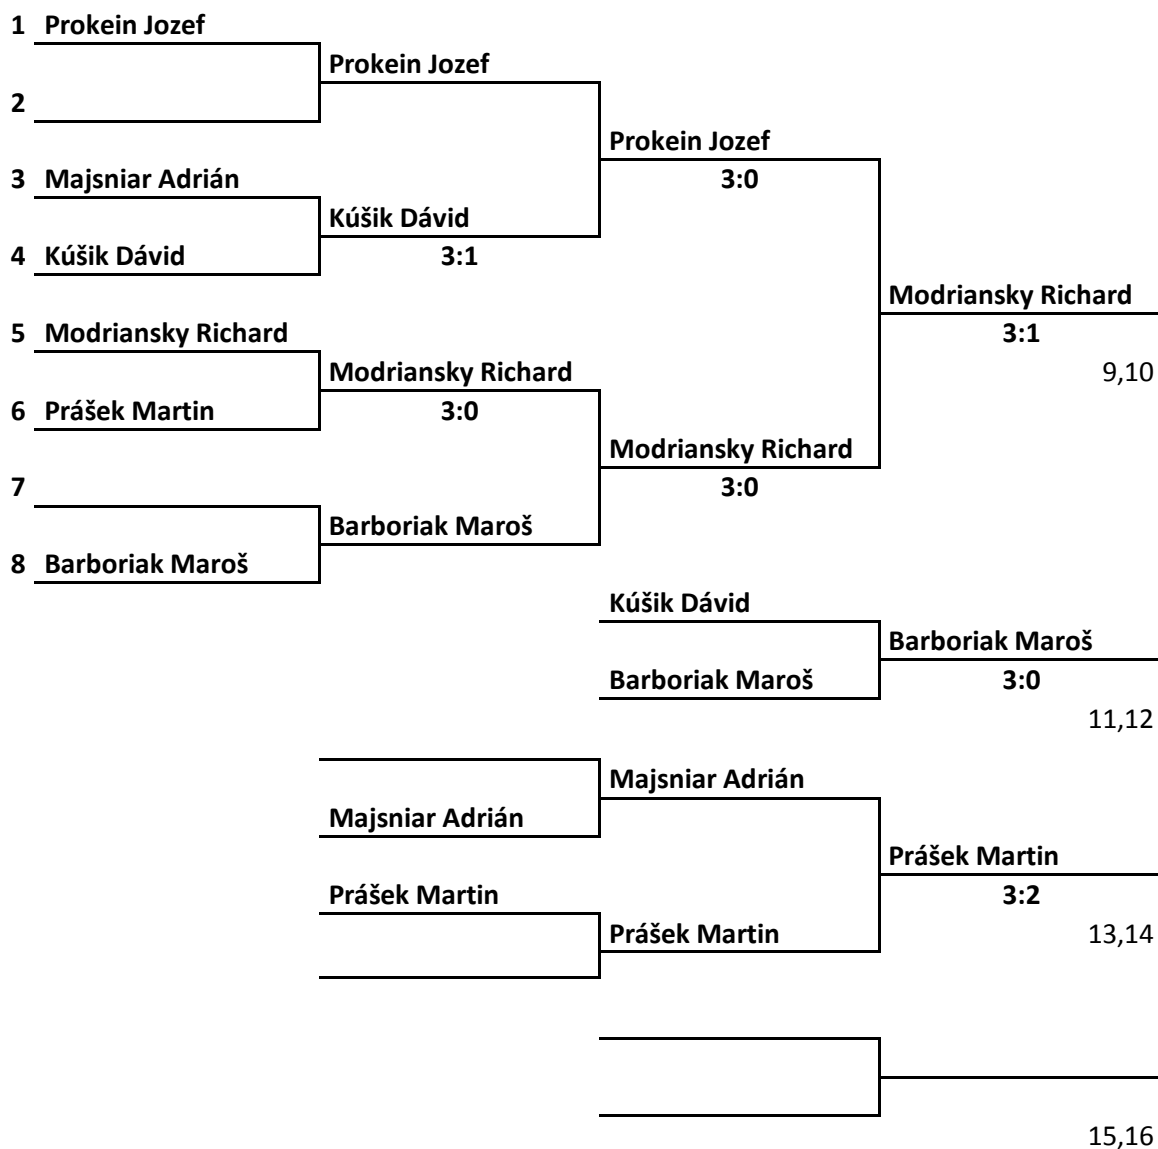 1 Prokein Jozef
Prokein Jozef
2
Prokein Jozef
3 Majsniar Adrián 3:0
Kúšik Dávid
4 Kúšik Dávid 3:1
Modriansky Richard
5 Modriansky Richard 3:1
Modriansky Richard 9,10
6 Prášek Martin 3:0
Modriansky Richard
7 3:0
Barboriak Maroš
8 Barboriak Maroš
Kúšik Dávid
Barboriak Maroš
Barboriak Maroš 3:0
11,12
Majsniar Adrián
Majsniar Adrián
Prášek Martin
Prášek Martin 3:2
Prášek Martin 13,14
15,16